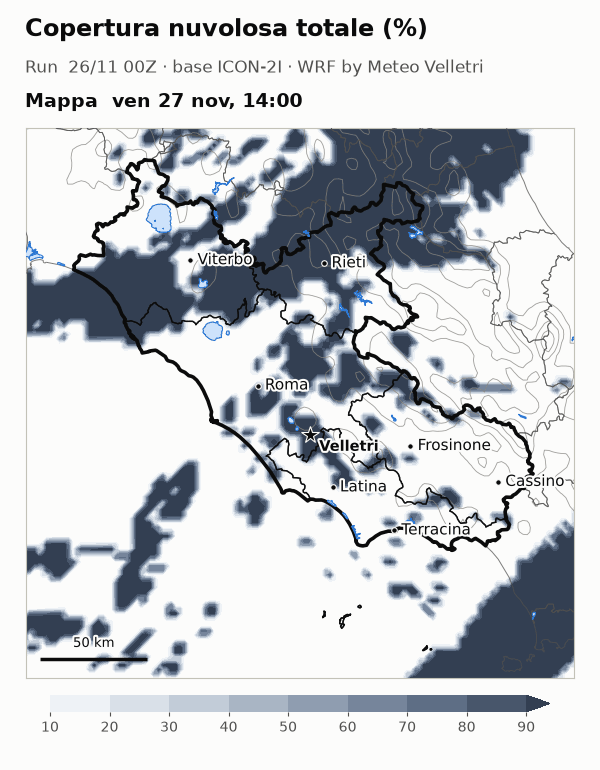 Copertura nuvolosa totale (%)
Run 26/11 00Z · base ICON-2I · WRF by Meteo Velletri
Mappa ven 27 nov, 14:00
Viterbo
Rieti
Roma
Velletri
Frosinone
Cassino
Latina
Terracina
50 km
10 20 30 40 50 60 70 80 90